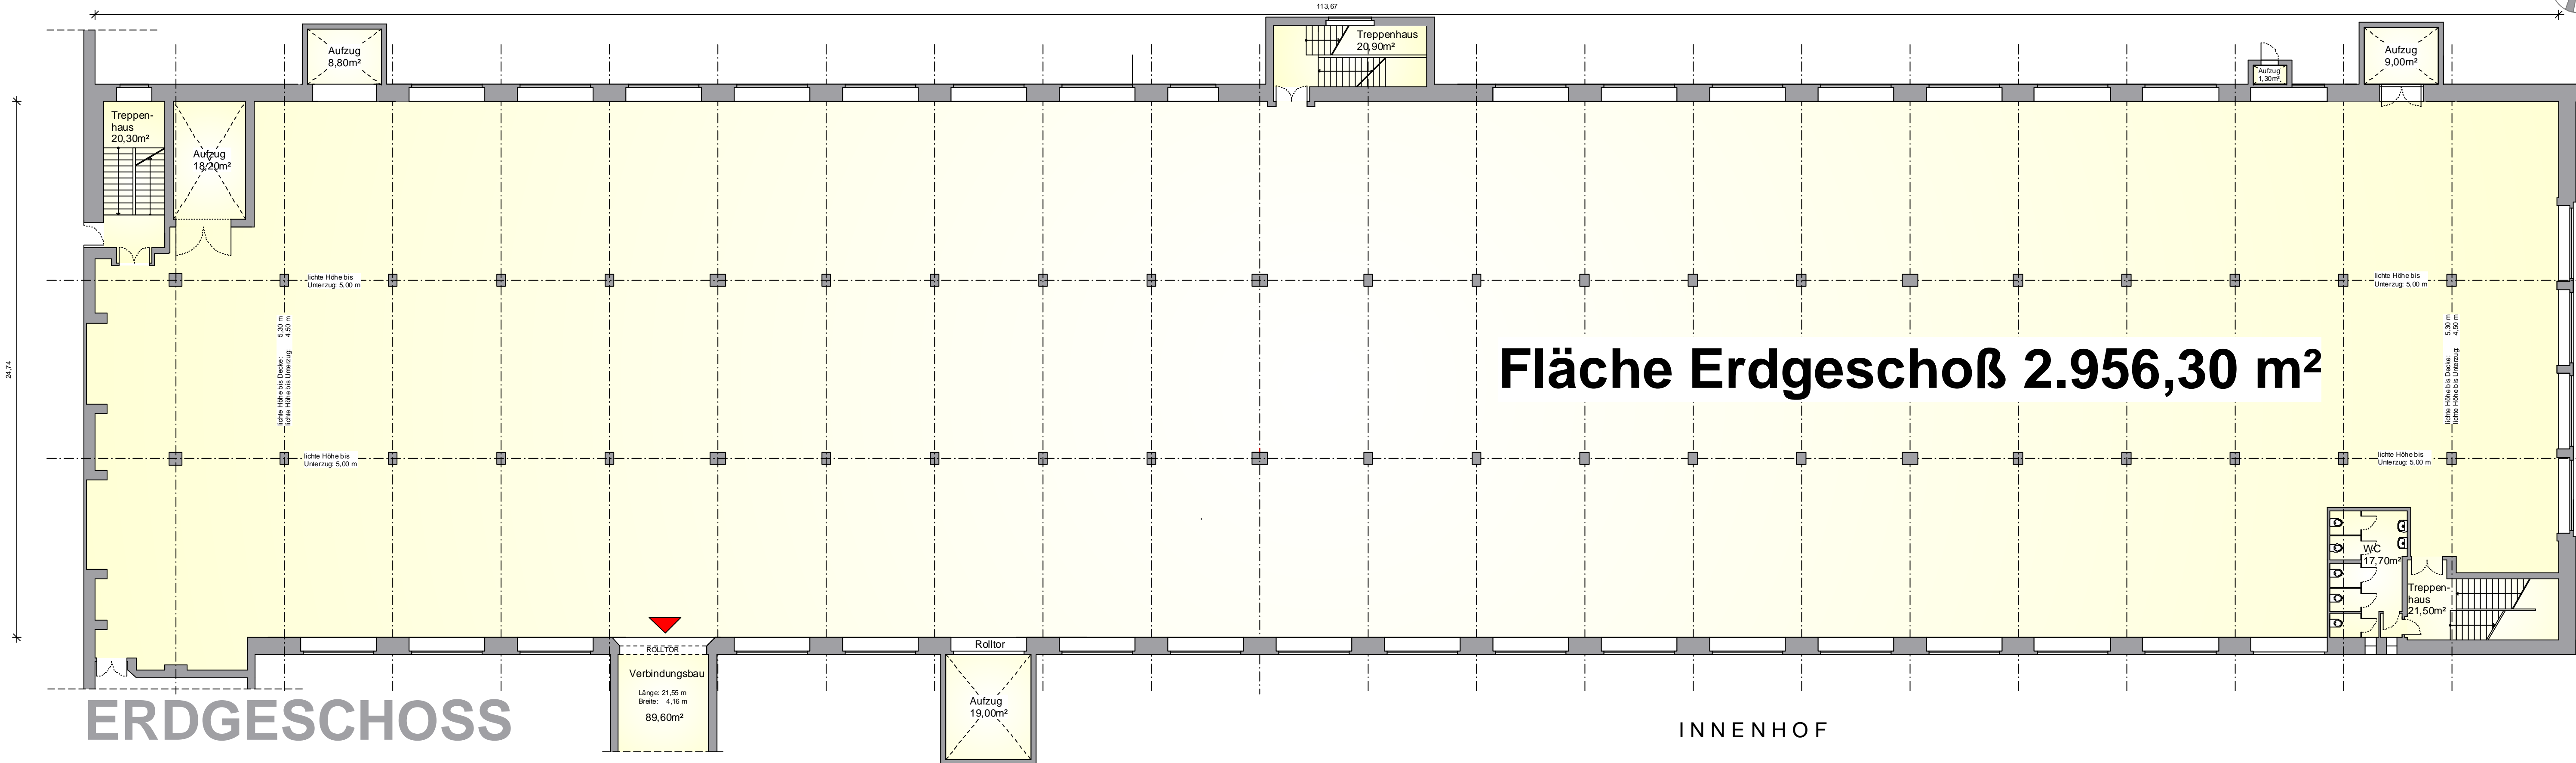 113,67
Aufzug
8,80m²
Treppenhaus
20,90m²
Aufzug
1,30m²
Aufzug
9,00m²
Treppen-
haus
20,30m²
Aufzug
18,20m²
lichte Höhe bis
Unterzug: 5,00 m
lichte Höhe bis
Unterzug: 5,00 m
24,74
lichte Höhe bis Decke: 5.30 m
lichte Höhe bis Unterzug: 4.50 m
Fläche Erdgeschoß 2.956,30 m²
lichte Höhe bis Decke: 5.30 m
lichte Höhe bis Unterzug: 4.50 m
lichte Höhe bis
Unterzug: 5,00 m
lichte Höhe bis
Unterzug: 5,00 m
WC
17,70m²
Treppen-
haus
21,50m²
ROLLTOR
Rolltor
Verbindungsbau
Länge: 21,55 m
Breite: 4,16 m
89,60m²
Aufzug
19,00m²
ERDGESCHOSS
INNENHOF